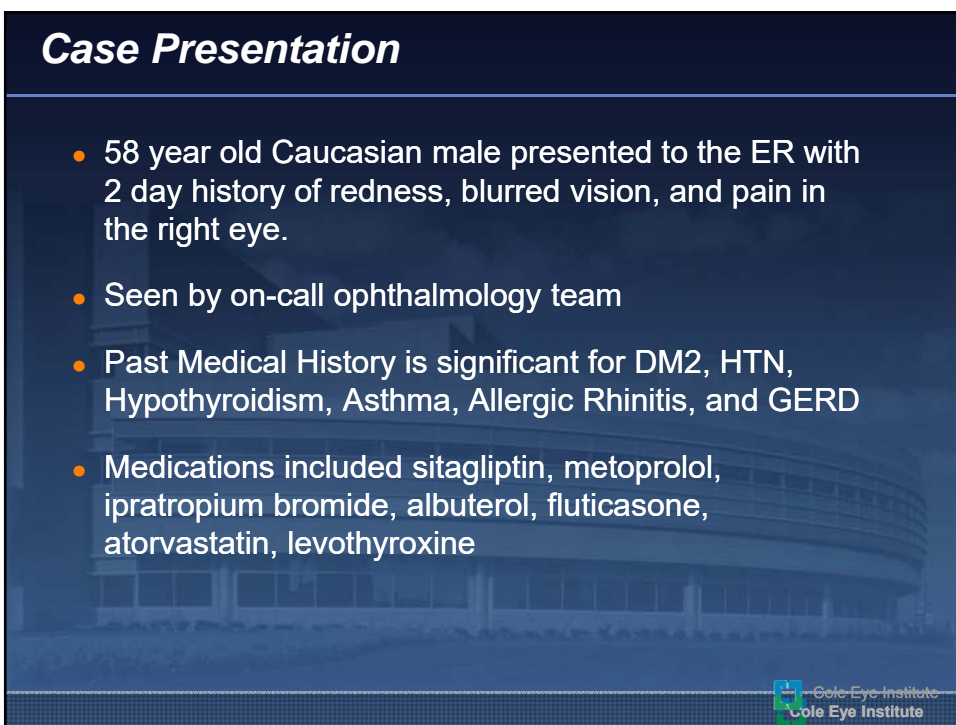 Case Presentation
• 58 year old Caucasian male presented to the ER with
2 day history of redness, blurred vision, and pain in
the right eye.
• Seen by on-call ophthalmology team
• Past Medical History is significant for DM2, HTN,
Hypothyroidism, Asthma, Allergic Rhinitis, and GERD
• Medications included sitagliptin, metoprolol,
ipratropium bromide, albuterol, fluticasone,
atorvastatin, levothyroxine
Cole Eye Institute
Cole Eye Institute